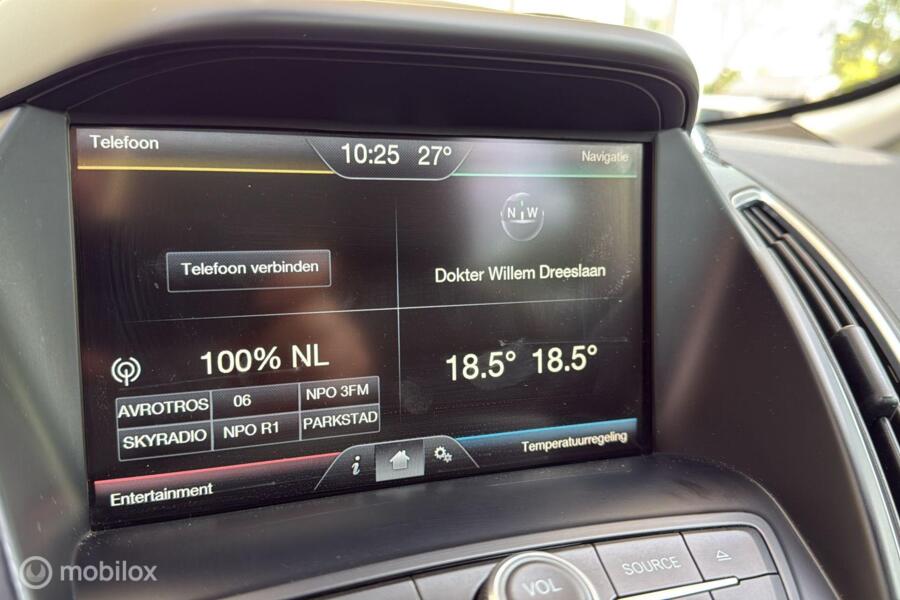 Telefoon
10:25 27°
Navigatie
N W
Telefoon verbinden
Dokter Willem Dreeslaan
100% NL
18.5° 18.5°
AVROTROS 06 NPO 3FM
SKYRADIO NPO R1 PARKSTAD
Entertainment
i
Temperatuurregeling
VOL
SOURCE
mobilox